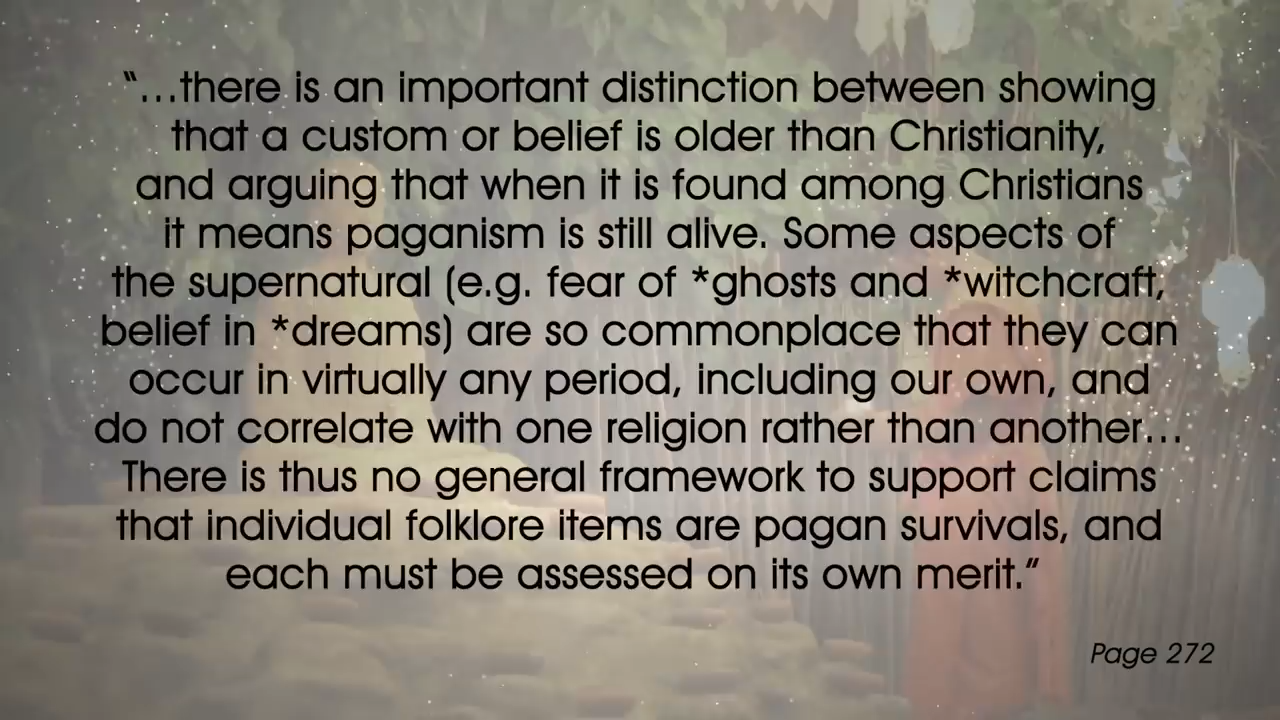 “...there is an important distinction between showing
that a custom or belief is older than Christianity,
and arguing that when it is found among Christians
it means paganism is still alive. Some aspects of
the supernatural (e.g. fear of *ghosts and *witchcraft,
belief in *dreams) are so commonplace that they can
occur in virtually any period, including our own, and
do not correlate with one religion rather than another...
There is thus no general framework to support claims
that individual folklore items are pagan survivals, and
each must be assessed on its own merit.”
Page 272